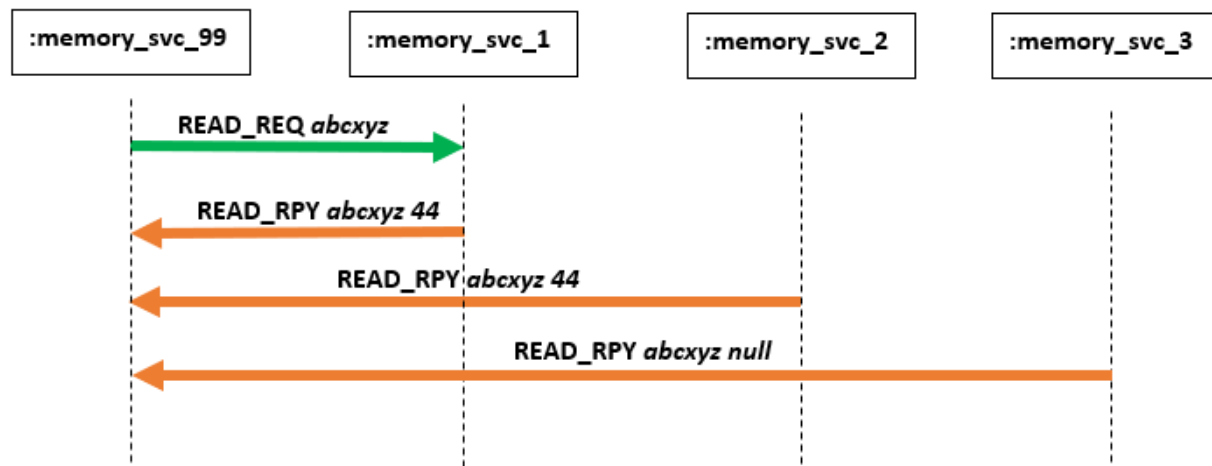 :memory_svc_99
:memory_svc_1
:memory_svc_2
:memory_svc_3
READ_REQ abcxyz
READ_RPY abcxyz 44
READ_RPY abcxyz 44
READ_RPY abcxyz null